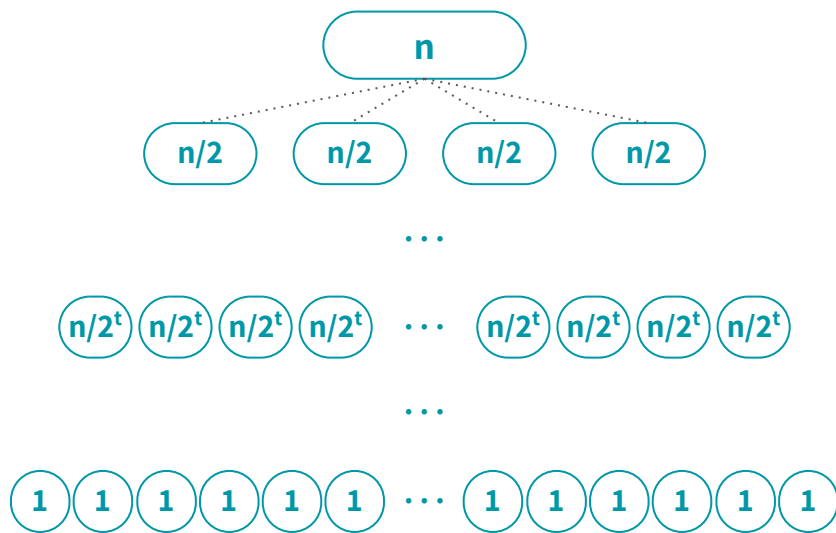 n
n/2 n/2 n/2 n/2
...
n/2ᵗ n/2ᵗ n/2ᵗ n/2ᵗ ... n/2ᵗ n/2ᵗ n/2ᵗ n/2ᵗ
...
1 1 1 1 1 1 ... 1 1 1 1 1 1